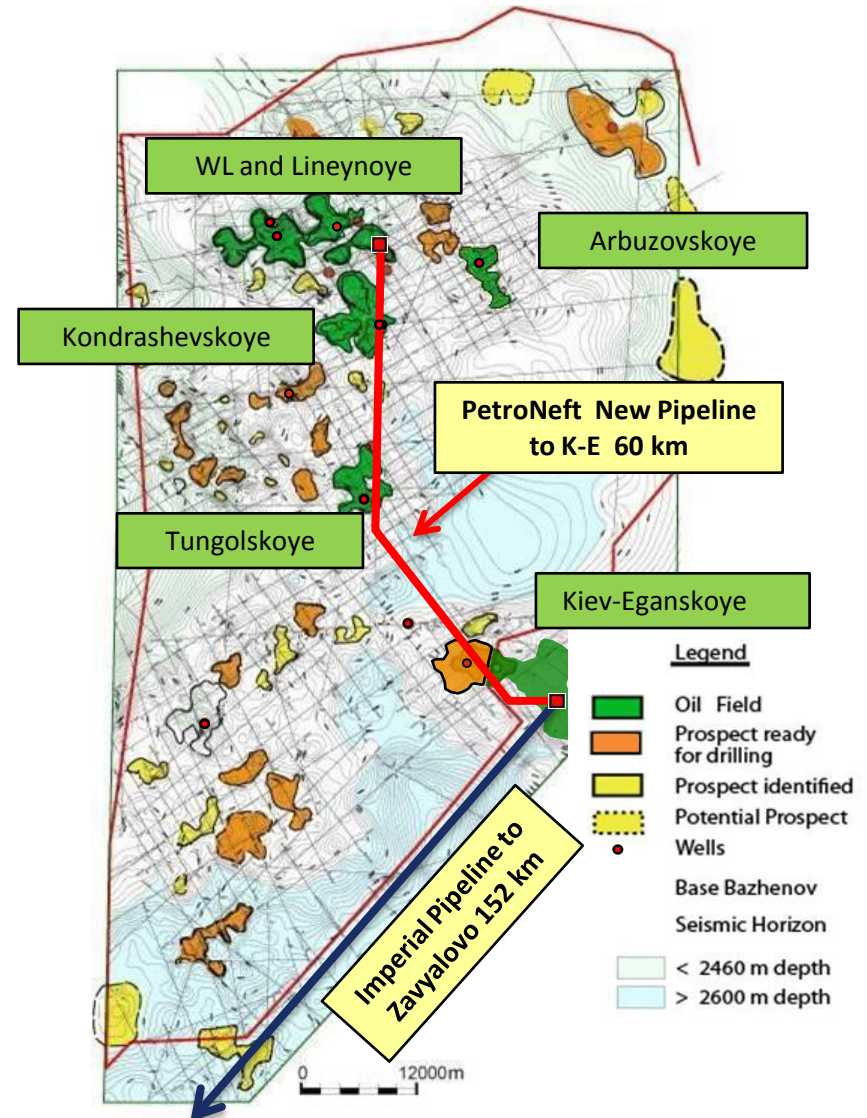 WL and Lineynoye
Arbuzovskoye
Kondrashevskoye
PetroNeft New Pipeline
to K-E 60 km
Tungolskoye
Kiev-Eganskoye
Legend
Oil Field
Prospect ready
for drilling
Prospect identified
Potential Prospect
Wells
Base Bazhenov
Seismic Horizon
< 2460 m depth
> 2600 m depth
Imperial Pipeline to
Zavyalovo 152 km
0 12000m